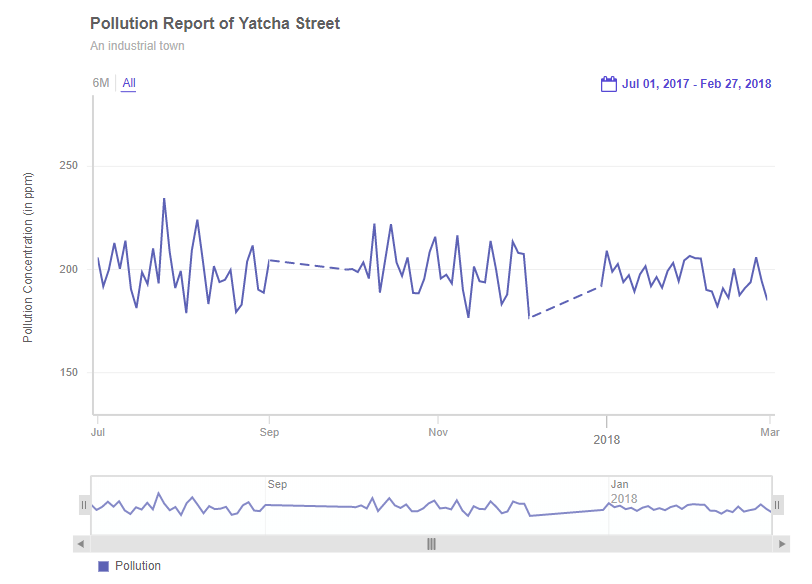 Pollution Report of Yatcha Street
An industrial town
6M All
Jul 01, 2017 - Feb 27, 2018
Pollution Concentration (in ppm)
250
200
150
Jul Sep Nov 2018 Mar
Sep Jan
2018
Pollution